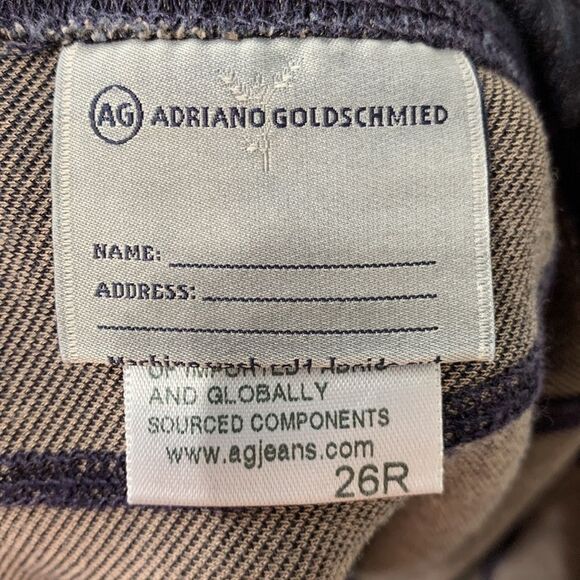 AG ADRIANO GOLDSCHMIED
NAME:
ADDRESS:
AND GLOBALLY
SOURCED COMPONENTS
www.agjeans.com
26R